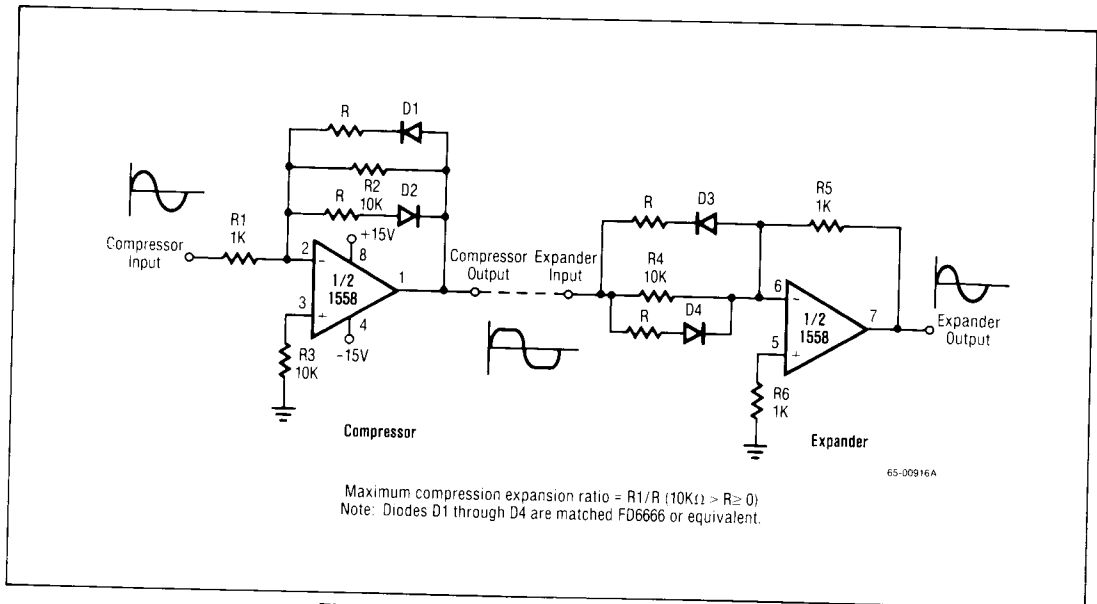 R
D1
R2
10K
R
D2
R1
1K
Compressor
Input
2
-
+15V
8
1/2
1558
1
3
+
4
-15V
R3
10K
Compressor
Output
Expander
Input
R
D3
R4
10K
R
D4
R5
1K
6
-
1/2
1558
7
5
+
R6
1K
Expander
Output
Compressor
Expander
65-00916A
Maximum compression expansion ratio = R1/R (10KΩ > R ≥ 0)
Note: Diodes D1 through D4 are matched FD6666 or equivalent.